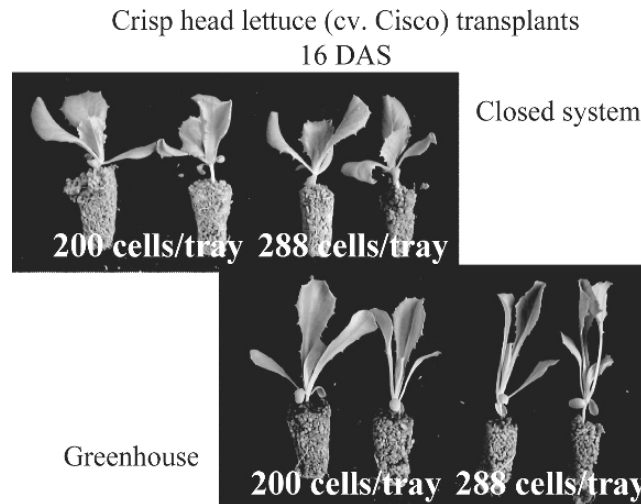 Crisp head lettuce (cv. Cisco) transplants
16 DAS
Closed system
200 cells/tray 288 cells/tray
Greenhouse
200 cells/tray 288 cells/tray